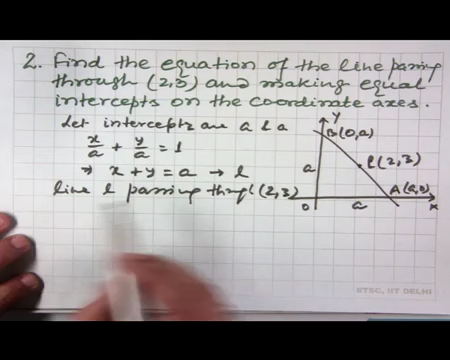 2. Find the equation of the line passing
through (2,3) and making equal
intercepts on the coordinate axes.
Let intercepts are a & a
x/a + y/a = 1
⇒ x + y = a → l
line l passing thrgh (2,3)
Y
B(0,a)
P(2,3)
a
A(a,0)
O
a
X
ETSC, IIT DELHI